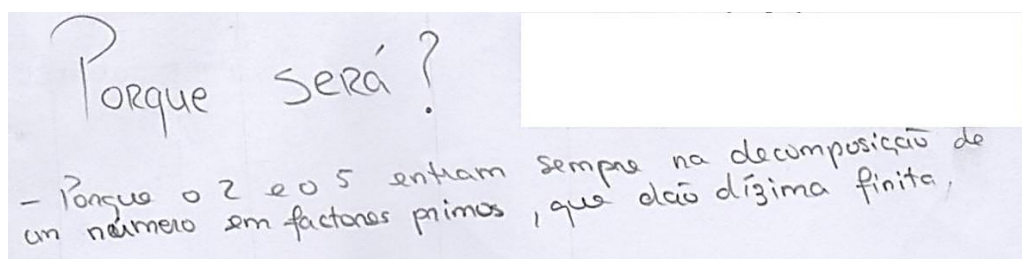 Porque será?
- Porque o 2 e o 5 entram sempre na decomposição de
um número em factores primos, que dão dízima finita,